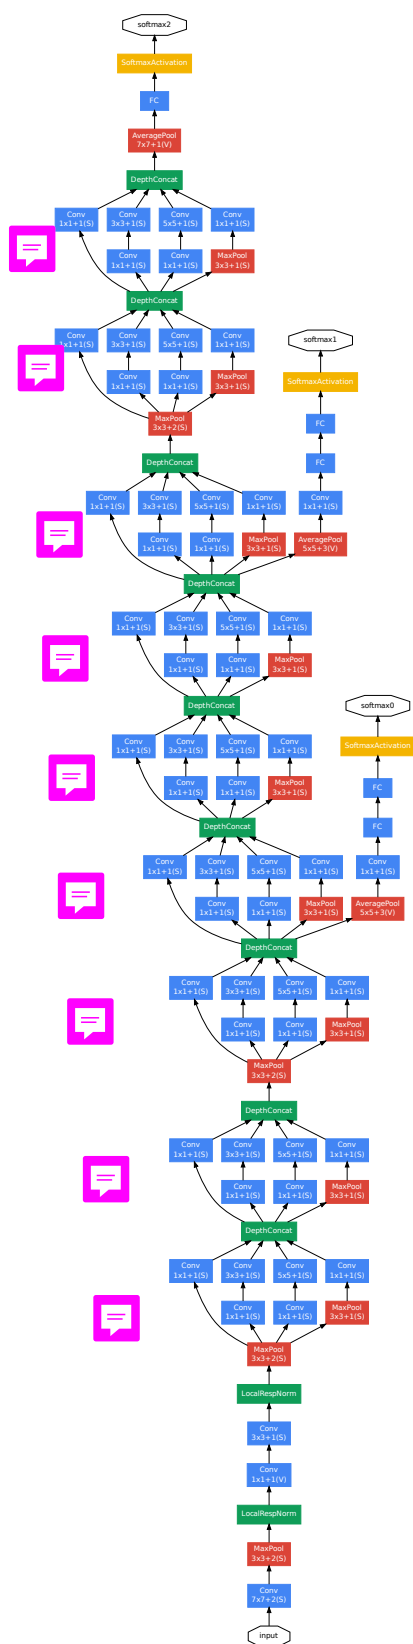 softmax2
SoftmaxActivation
FC
AveragePool
7x7+1(V)
DepthConcat
Conv
1x1+1(S)
Conv
3x3+1(S)
Conv
5x5+1(S)
Conv
1x1+1(S)
Conv
1x1+1(S)
Conv
1x1+1(S)
MaxPool
3x3+1(S)
DepthConcat
Conv
1x1+1(S)
Conv
3x3+1(S)
Conv
5x5+1(S)
Conv
1x1+1(S)
softmax1
Conv
1x1+1(S)
Conv
1x1+1(S)
MaxPool
3x3+1(S)
SoftmaxActivation
MaxPool
3x3+2(S)
FC
DepthConcat
FC
Conv
1x1+1(S)
Conv
3x3+1(S)
Conv
5x5+1(S)
Conv
1x1+1(S)
Conv
1x1+1(S)
Conv
1x1+1(S)
Conv
1x1+1(S)
MaxPool
3x3+1(S)
AveragePool
5x5+3(V)
DepthConcat
Conv
1x1+1(S)
Conv
3x3+1(S)
Conv
5x5+1(S)
Conv
1x1+1(S)
Conv
1x1+1(S)
Conv
1x1+1(S)
MaxPool
3x3+1(S)
DepthConcat
softmax0
Conv
1x1+1(S)
Conv
3x3+1(S)
Conv
5x5+1(S)
Conv
1x1+1(S)
SoftmaxActivation
Conv
1x1+1(S)
Conv
1x1+1(S)
MaxPool
3x3+1(S)
FC
DepthConcat
FC
Conv
1x1+1(S)
Conv
3x3+1(S)
Conv
5x5+1(S)
Conv
1x1+1(S)
Conv
1x1+1(S)
Conv
1x1+1(S)
Conv
1x1+1(S)
MaxPool
3x3+1(S)
AveragePool
5x5+3(V)
DepthConcat
Conv
1x1+1(S)
Conv
3x3+1(S)
Conv
5x5+1(S)
Conv
1x1+1(S)
Conv
1x1+1(S)
Conv
1x1+1(S)
MaxPool
3x3+1(S)
MaxPool
3x3+2(S)
DepthConcat
Conv
1x1+1(S)
Conv
3x3+1(S)
Conv
5x5+1(S)
Conv
1x1+1(S)
Conv
1x1+1(S)
Conv
1x1+1(S)
MaxPool
3x3+1(S)
DepthConcat
Conv
1x1+1(S)
Conv
3x3+1(S)
Conv
5x5+1(S)
Conv
1x1+1(S)
Conv
1x1+1(S)
Conv
1x1+1(S)
MaxPool
3x3+1(S)
MaxPool
3x3+2(S)
LocalRespNorm
Conv
3x3+1(S)
Conv
1x1+1(V)
LocalRespNorm
MaxPool
3x3+2(S)
Conv
7x7+2(S)
input